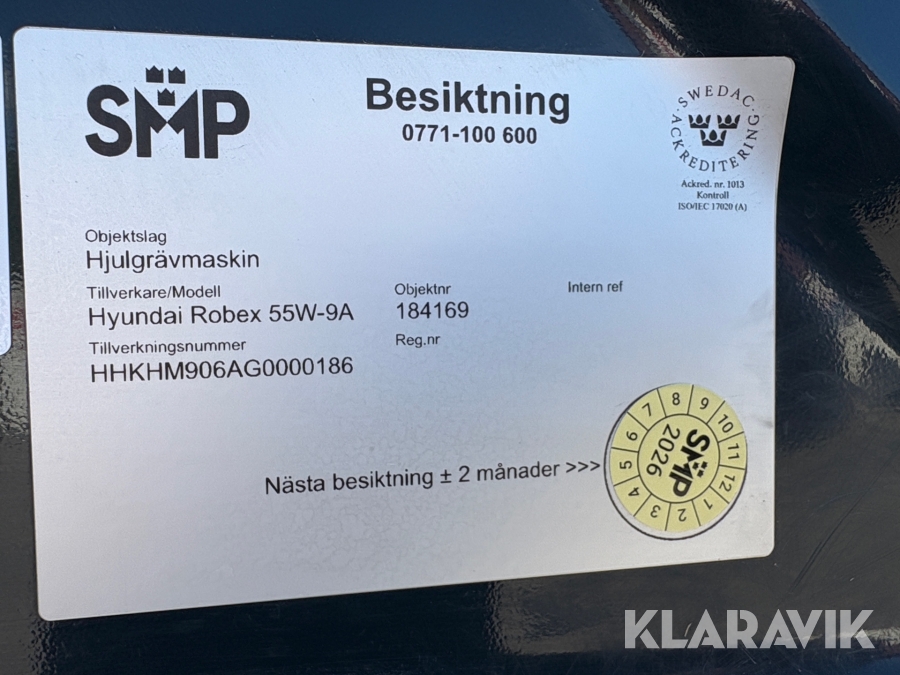 SMP
Besiktning
0771-100 600
SWEDAC
ACKREDITERING
Ackred. nr. 1013
Kontroll
ISO/IEC 17020 (A)
Objektslag
Hjulgrävmaskin
Tillverkare/Modell
Hyundai Robex 55W-9A
Objektnr
184169
Intern ref
Tillverkningsnummer
HHKHM906AG0000186
Reg.nr
Nästa besiktning ± 2 månader >>>
1 2 3 4 5 6 7 8 9 10 11 12
SMP
2026
KLARAVIK